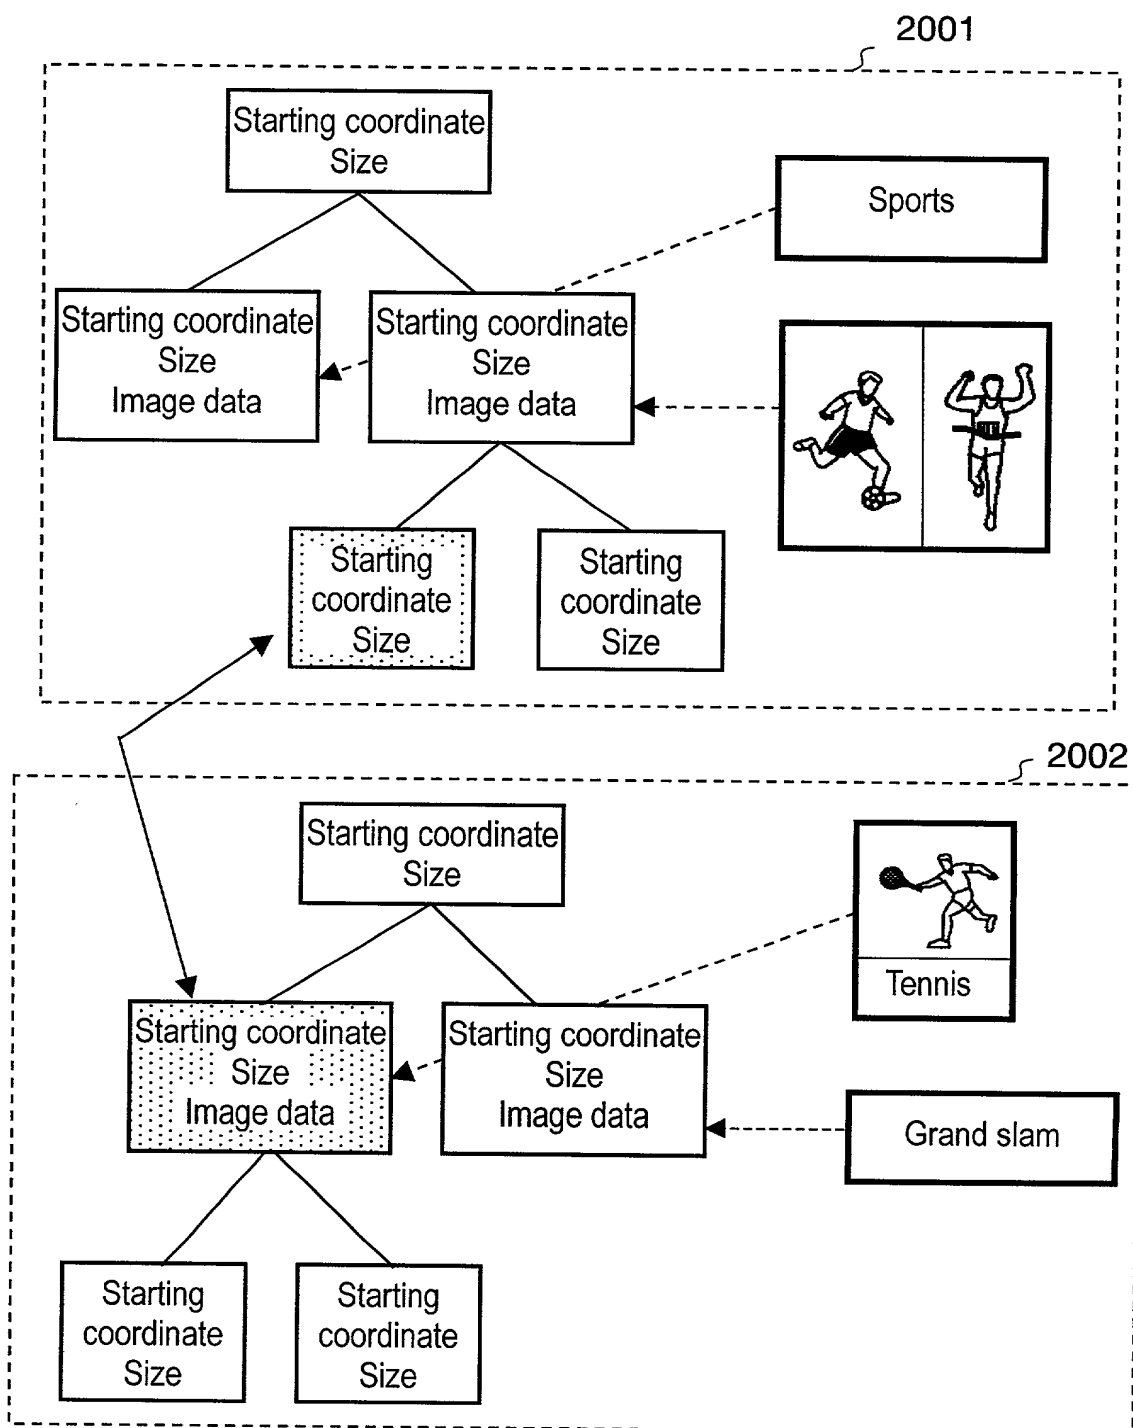 2001
Starting coordinate
Size
Sports
Starting coordinate
Size
Image data
Starting coordinate
Size
Image data
Starting
coordinate
Size
Starting
coordinate
Size
2002
Starting coordinate
Size
Tennis
Starting coordinate
Size
Image data
Starting coordinate
Size
Image data
Grand slam
Starting
coordinate
Size
Starting
coordinate
Size